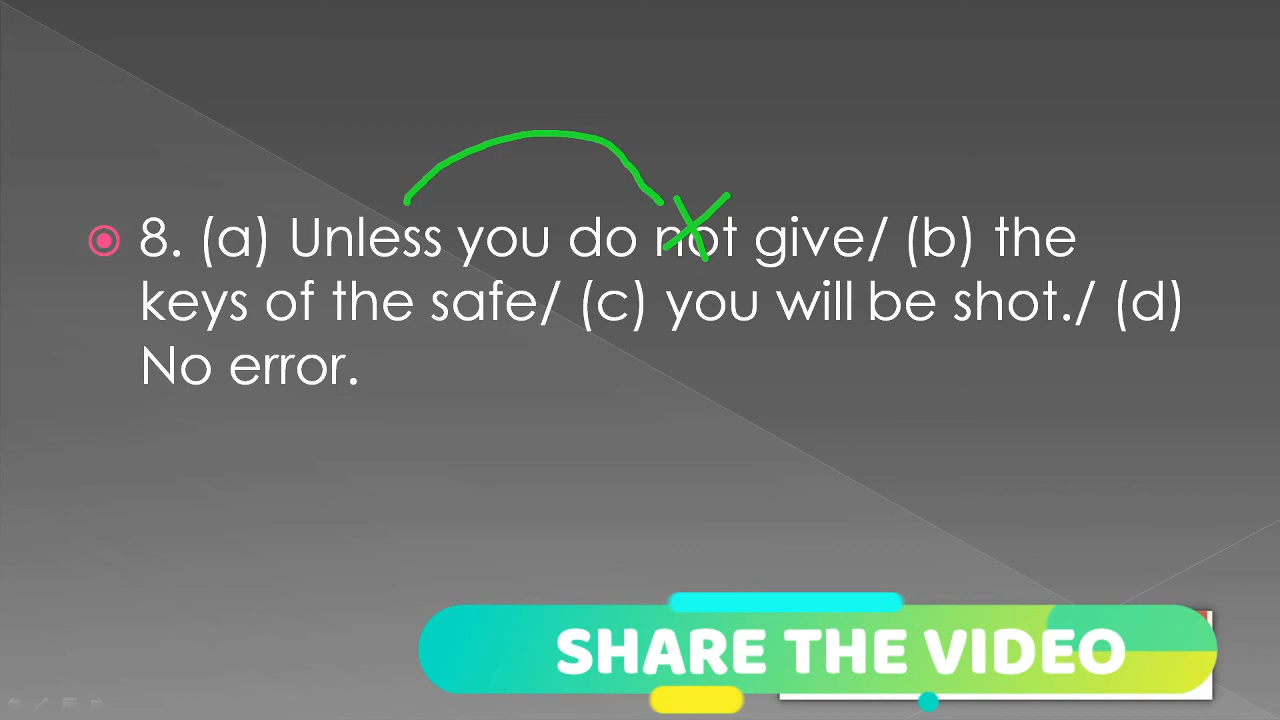 8. (a) Unless you do not give/ (b) the
keys of the safe/ (c) you will be shot./ (d)
No error.
SHARE THE VIDEO